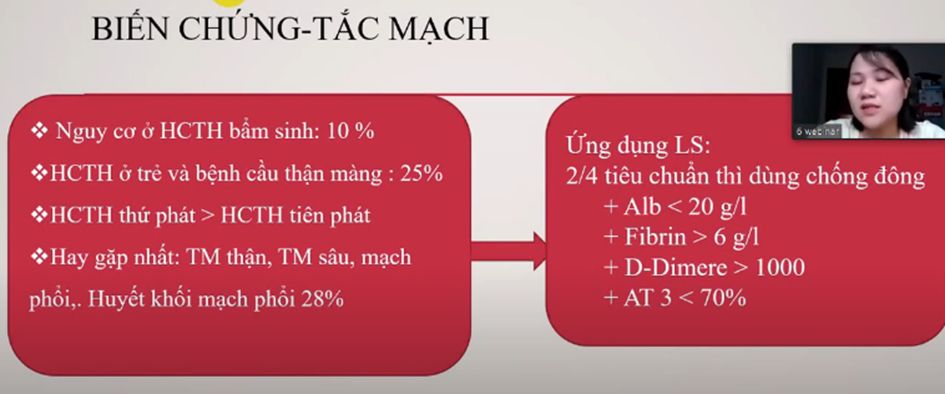 BIẾN CHỨNG-TẮC MẠCH
❖ Nguy cơ ở HCTH bẩm sinh: 10 %
❖HCTH ở trẻ và bệnh cầu thận màng : 25%
❖HCTH thứ phát > HCTH tiên phát
❖Hay gặp nhất: TM thận, TM sâu, mạch
phổi,. Huyết khối mạch phổi 28%
Ứng dụng LS:
2/4 tiêu chuẩn thì dùng chống đông
+ Alb < 20 g/l
+ Fibrin > 6 g/l
+ D-Dimere > 1000
+ AT 3 < 70%
6 webinar